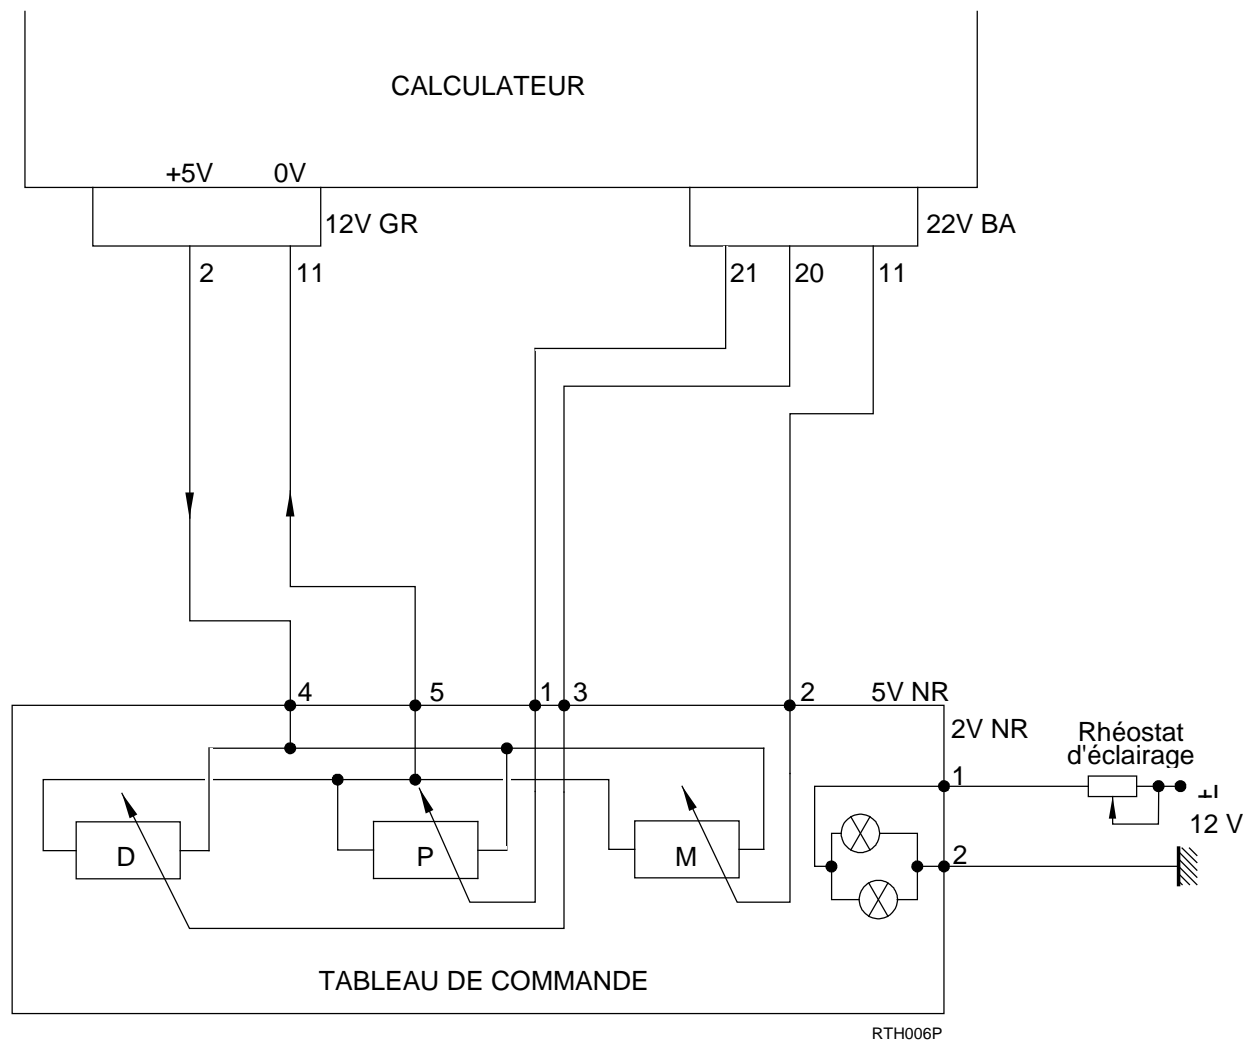 CALCULATEUR
+5V 0V
12V GR
22V BA
2 11
21 20 11
4 5 1 3 2 5V NR
2V NR
Rhéostat
d'éclairage
1
12 V
D P M
2
TABLEAU DE COMMANDE
RTH006P